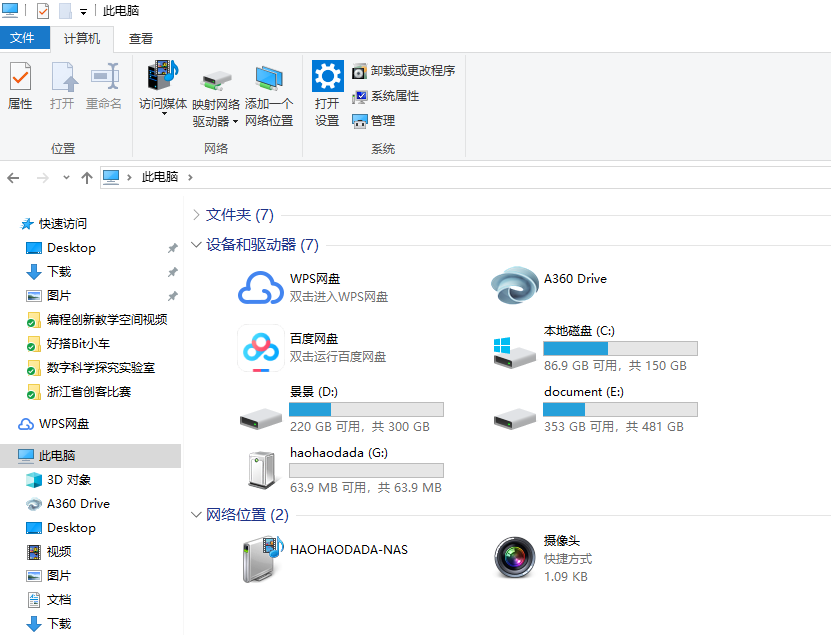 此电脑
文件 计算机 查看
属性 打开 重命名 访问媒体 映射网络驱动器 添加一个网络位置 打开设置 卸载或更改程序
系统属性
管理
位置 网络 系统
此电脑
快速访问
Desktop
下载
图片
编程创新教学空间视频
好搭Bit小车
数字科学探究实验室
浙江省创客比赛
WPS网盘
此电脑
3D 对象
A360 Drive
Desktop
视频
图片
文档
下载
文件夹 (7)
设备和驱动器 (7)
WPS网盘
双击进入WPS网盘
A360 Drive
百度网盘
双击运行百度网盘
本地磁盘 (C:)
86.9 GB 可用，共 150 GB
景景 (D:)
220 GB 可用，共 300 GB
document (E:)
353 GB 可用，共 481 GB
haohaodada (G:)
63.9 MB 可用，共 63.9 MB
网络位置 (2)
HAOHAODADA-NAS
摄像头
快捷方式
1.09 KB